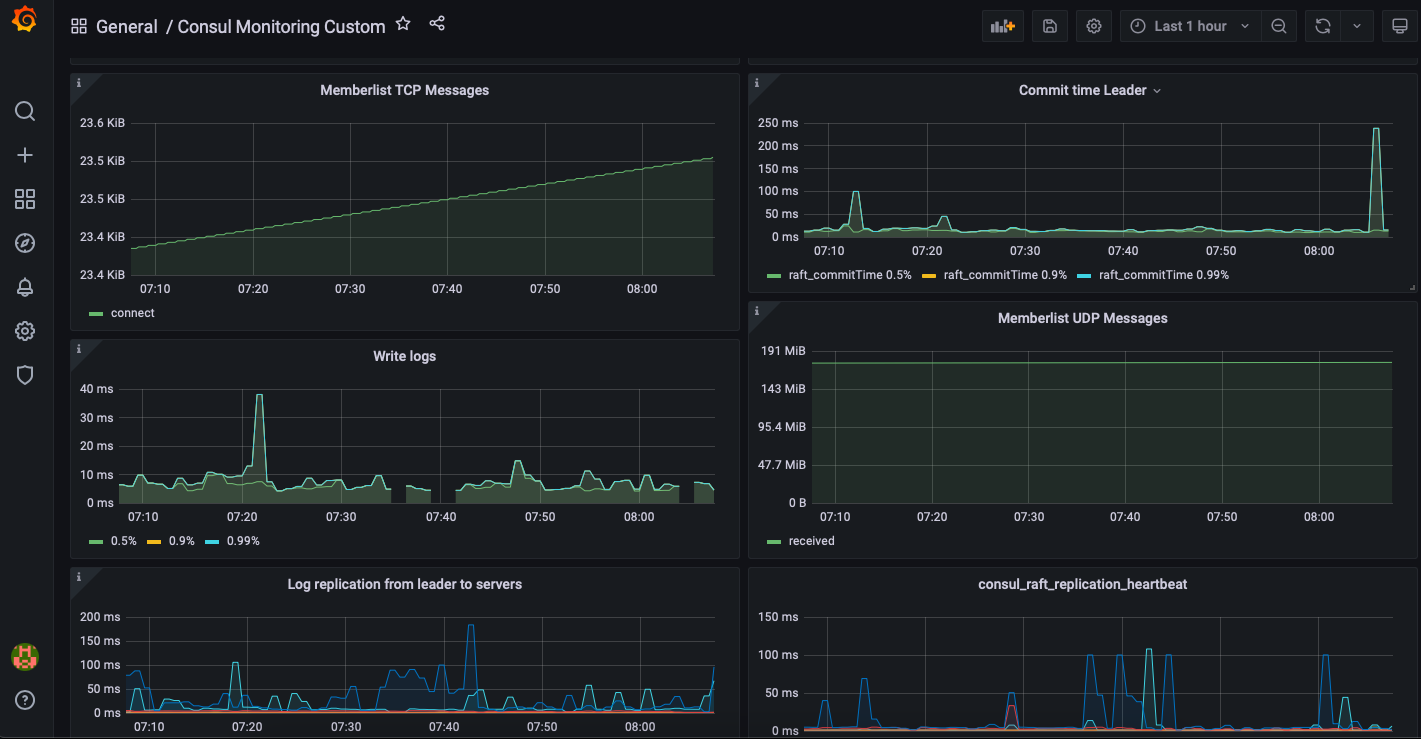 General / Consul Monitoring Custom
Last 1 hour
Memberlist TCP Messages
23.6 KiB
23.5 KiB
23.5 KiB
23.4 KiB
23.4 KiB
07:10 07:20 07:30 07:40 07:50 08:00
connect
Commit time Leader
250 ms
200 ms
150 ms
100 ms
50 ms
0 ms
07:10 07:20 07:30 07:40 07:50 08:00
raft_commitTime 0.5% raft_commitTime 0.9% raft_commitTime 0.99%
Write logs
40 ms
30 ms
20 ms
10 ms
0 ms
07:10 07:20 07:30 07:40 07:50 08:00
0.5% 0.9% 0.99%
Memberlist UDP Messages
191 MiB
143 MiB
95.4 MiB
47.7 MiB
0 B
07:10 07:20 07:30 07:40 07:50 08:00
received
Log replication from leader to servers
200 ms
150 ms
100 ms
50 ms
0 ms
07:10 07:20 07:30 07:40 07:50 08:00
consul_raft_replication_heartbeat
150 ms
100 ms
50 ms
0 ms